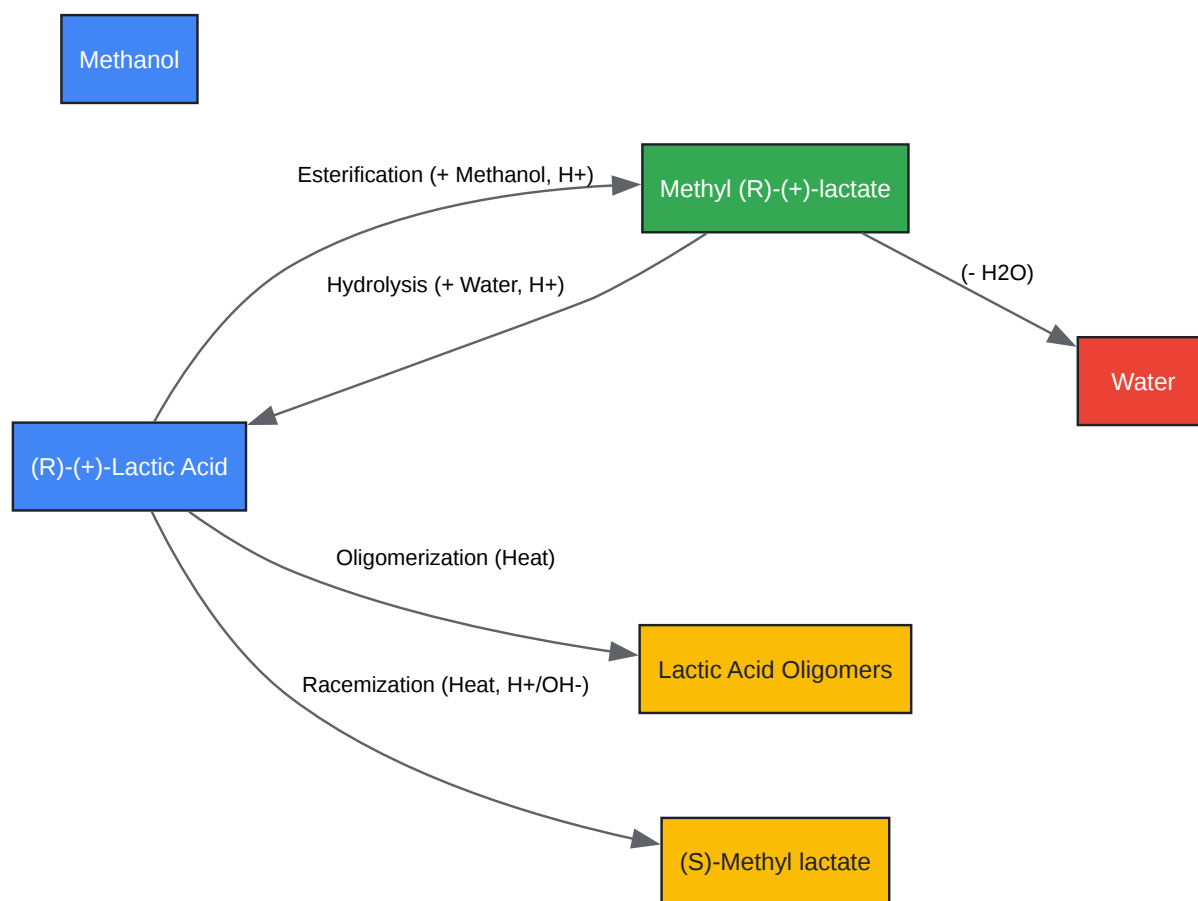 Methanol
Esterification (+ Methanol, H+)
Methyl (R)-(+)-lactate
Hydrolysis (+ Water, H+)
(- H2O)
Water
(R)-(+)-Lactic Acid
Oligomerization (Heat)
Lactic Acid Oligomers
Racemization (Heat, H+/OH-)
(S)-Methyl lactate